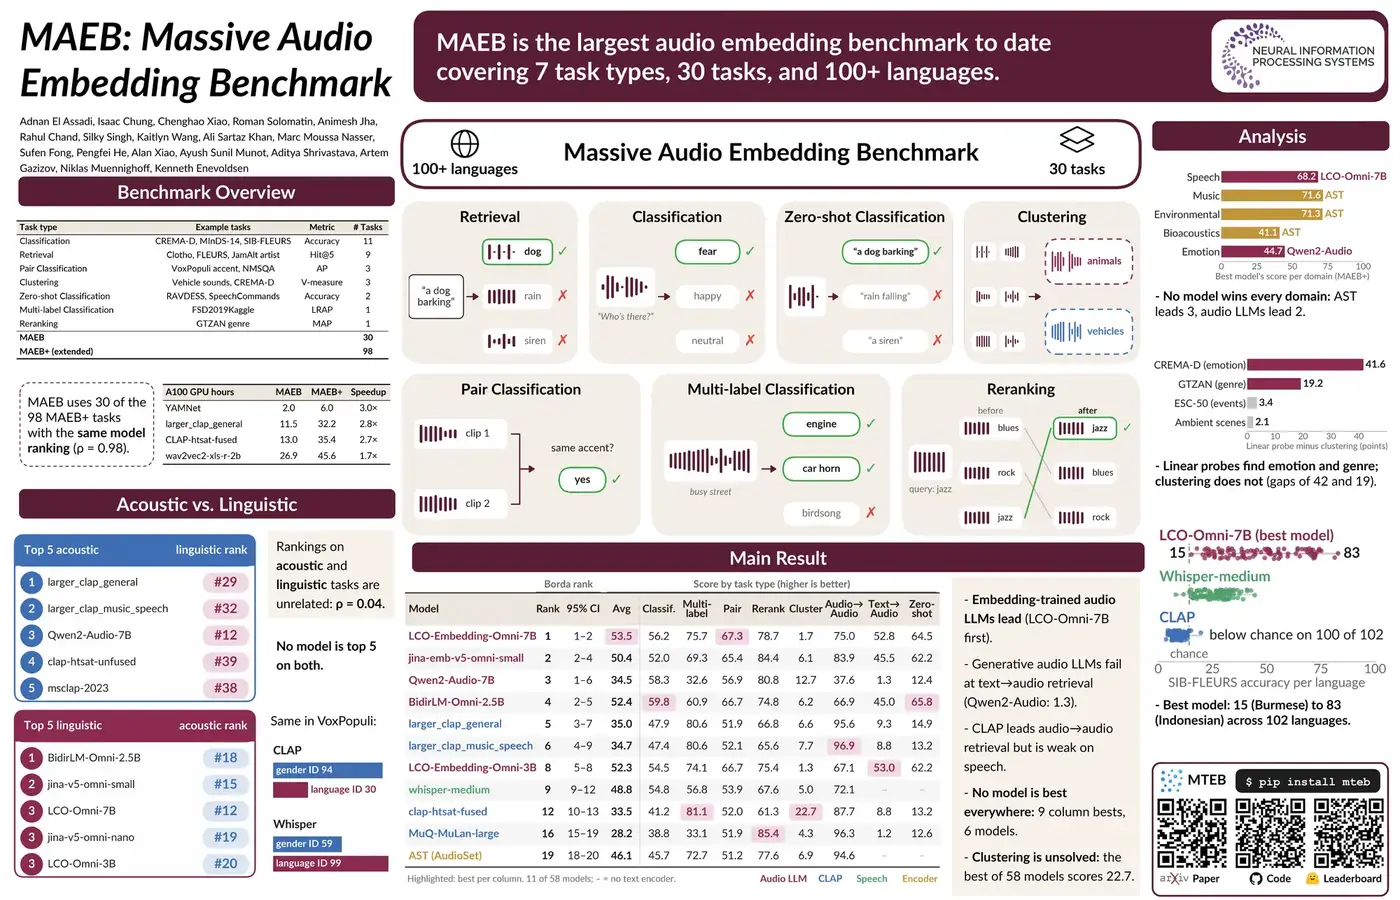 MAEB: Massive Audio
Embedding Benchmark
Adnan El Assadi, Isaac Chung, Chenghao Xiao, Roman Solomatin, Animesh Jha,
Rahul Chand, Silky Singh, Kaitlyn Wang, Ali Sartaz Khan, Marc Moussa Nasser,
Sufen Fong, Pengfei He, Alan Xiao, Ayush Sunil Munot, Aditya Shrivastava, Artem
Gazizov, Niklas Muennighoff, Kenneth Enevoldsen
MAEB is the largest audio embedding benchmark to date
covering 7 task types, 30 tasks, and 100+ languages.
NEURAL INFORMATION
PROCESSING SYSTEMS
Benchmark Overview
Task type Example tasks Metric # Tasks
Classification CREMA-D, MInDS-14, SIB-FLEURS Accuracy 11
Retrieval Clotho, FLEURS, JamAlt artist Hit@5 9
Pair Classification VoxPopuli accent, NMSQA AP 3
Clustering Vehicle sounds, CREMA-D V-measure 3
Zero-shot Classification RAVDESS, SpeechCommands Accuracy 2
Multi-label Classification FSD2019Kaggle LRAP 1
Reranking GTZAN genre MAP 1
MAEB 30
MAEB+ (extended) 98
MAEB uses 30 of the
98 MAEB+ tasks
with the same model
ranking (ρ = 0.98).
A100 GPU hours MAEB MAEB+ Speedup
YAMNet 2.0 6.0 3.0×
larger_clap_general 11.5 32.2 2.8×
CLAP-htsat-fused 13.0 35.4 2.7×
wav2vec2-xls-r-2b 26.9 45.6 1.7×
Acoustic vs. Linguistic
Top 5 acoustic linguistic rank
1 larger_clap_general #29
2 larger_clap_music_speech #32
3 Qwen2-Audio-7B #12
4 clap-htsat-unfused #39
5 msclap-2023 #38
Rankings on
acoustic and
linguistic tasks are
unrelated: ρ = 0.04.
No model is top 5
on both.
Top 5 linguistic acoustic rank
1 BidirLM-Omni-2.5B #18
2 jina-v5-omni-small #15
3 LCO-Omni-7B #12
3 jina-v5-omni-nano #19
3 LCO-Omni-3B #20
Same in VoxPopuli:
CLAP
gender ID 94
language ID 30
Whisper
gender ID 59
language ID 99
100+ languages
Massive Audio Embedding Benchmark
30 tasks
Retrieval
"a dog
barking"
dog ✓
rain ✗
siren ✗
Classification
"Who's there?"
fear ✓
happy ✗
neutral ✗
Zero-shot Classification
"a dog barking" ✓
"rain falling" ✗
"a siren" ✗
Clustering
animals
vehicles
Pair Classification
clip 1
clip 2
same accent?
yes ✓
Multi-label Classification
busy street
engine ✓
car horn ✓
birdsong ✗
Reranking
before after
query: jazz
blues jazz ✓
rock blues
jazz rock
Main Result
Borda rank Score by task type (higher is better)
Model Rank 95% CI Avg Classif. Multi-label Pair Rerank Cluster Audio→Audio Text→Audio Zero-shot
LCO-Embedding-Omni-7B 1 1–2 53.5 56.2 75.7 67.3 78.7 1.7 75.0 52.8 64.5
jina-emb-v5-omni-small 2 2–4 50.4 52.0 69.3 65.4 84.4 6.1 83.9 45.5 62.2
Qwen2-Audio-7B 3 1–6 34.5 58.3 32.6 56.9 80.8 12.7 37.6 1.3 12.4
BidirLM-Omni-2.5B 4 2–5 52.4 59.8 60.9 66.7 74.8 6.2 66.9 45.0 65.8
larger_clap_general 5 3–7 35.0 47.9 80.6 51.9 66.8 6.6 95.6 9.3 14.9
larger_clap_music_speech 6 4–9 34.7 47.4 80.6 52.1 65.6 7.7 96.9 8.8 13.2
LCO-Embedding-Omni-3B 8 5–8 52.3 54.5 74.1 66.7 75.4 1.3 67.1 53.0 62.2
whisper-medium 9 9–12 48.8 54.8 56.8 53.9 67.6 5.0 72.1 – –
clap-htsat-fused 12 10–13 33.5 41.2 81.1 52.0 61.3 22.7 87.7 8.8 13.2
MuQ-MuLan-large 16 15–19 28.2 38.8 33.1 51.9 85.4 4.3 96.3 1.2 12.6
AST (AudioSet) 19 18–20 46.1 45.7 72.7 51.2 77.6 6.9 94.6 – –
Highlighted: best per column. 11 of 58 models; – = no text encoder.
Audio LLM CLAP Speech Encoder
- Embedding-trained audio
LLMs lead (LCO-Omni-7B
first).
- Generative audio LLMs fail
at text→audio retrieval
(Qwen2-Audio: 1.3).
- CLAP leads audio→audio
retrieval but is weak on
speech.
- No model is best
everywhere: 9 column bests,
6 models.
- Clustering is unsolved: the
best of 58 models scores 22.7.
Analysis
Speech 68.2 LCO-Omni-7B
Music 71.6 AST
Environmental 71.3 AST
Bioacoustics 41.1 AST
Emotion 44.7 Qwen2-Audio
0 25 50 75 100
Best model's score per domain (MAEB+)
- No model wins every domain: AST
leads 3, audio LLMs lead 2.
CREMA-D (emotion) 41.6
GTZAN (genre) 19.2
ESC-50 (events) 3.4
Ambient scenes 2.1
0 10 20 30 40
Linear probe minus clustering (points)
- Linear probes find emotion and genre;
clustering does not (gaps of 42 and 19).
LCO-Omni-7B (best model)
15 83
Whisper-medium
CLAP
below chance on 100 of 102
chance
0 25 50 75 100
SIB-FLEURS accuracy per language
- Best model: 15 (Burmese) to 83
(Indonesian) across 102 languages.
MTEB
$ pip install mteb
arXiv Paper
Code
Leaderboard